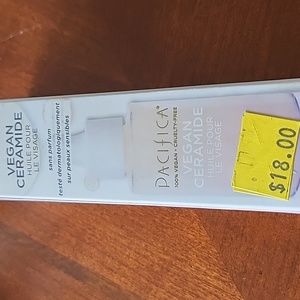 VEGAN
CERAMIDE
HUILE POUR
LE VISAGE
sans parfum
testé dermatologiquement
sur peaux sensibles
PACIFICA®
100% VEGAN • CRUELTY-FREE
VEGAN
CERAMIDE
HUILE POUR
LE VISAGE
$18.00